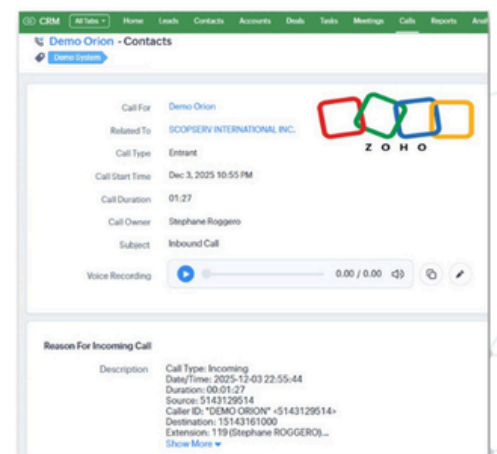 CRM All Tabs Home Leads Contacts Accounts Deals Tasks Meetings Calls Reports
Demo Orion - Contacts
Demo System
Call For Demo Orion
Related To SCOPSERV INTERNATIONAL INC.
ZOHO
Call Type Entrant
Call Start Time Dec 3, 2025 10:55 PM
Call Duration 01:27
Call Owner Stephane Roggero
Subject Inbound Call
Voice Recording 0.00 / 0.00
Reason For Incoming Call
Description Call Type: Incoming
Date/Time: 2025-12-03 22:55:44
Duration: 00:01:27
Source: 5143129514
Caller ID: "DEMO ORION" <5143129514>
Destination: 15143161000
Extension: 119 (Stephane ROGGERO)...
Show More